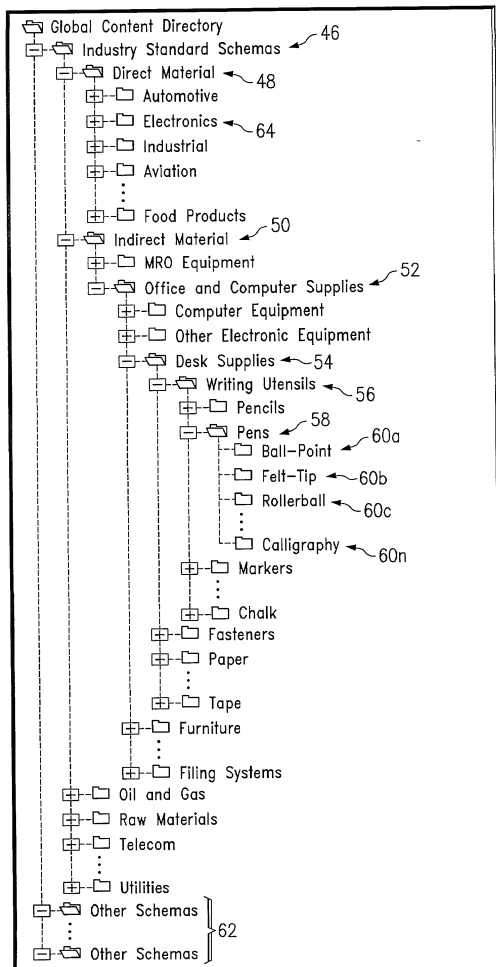 Global Content Directory
Industry Standard Schemas 46
Direct Material 48
Automotive
Electronics 64
Industrial
Aviation
Food Products
Indirect Material 50
MRO Equipment
Office and Computer Supplies 52
Computer Equipment
Other Electronic Equipment
Desk Supplies 54
Writing Utensils 56
Pencils
Pens 58
Ball-Point 60a
Felt-Tip 60b
Rollerball 60c
Calligraphy 60n
Markers
Chalk
Fasteners
Paper
Tape
Furniture
Filing Systems
Oil and Gas
Raw Materials
Telecom
Utilities
Other Schemas
62
Other Schemas